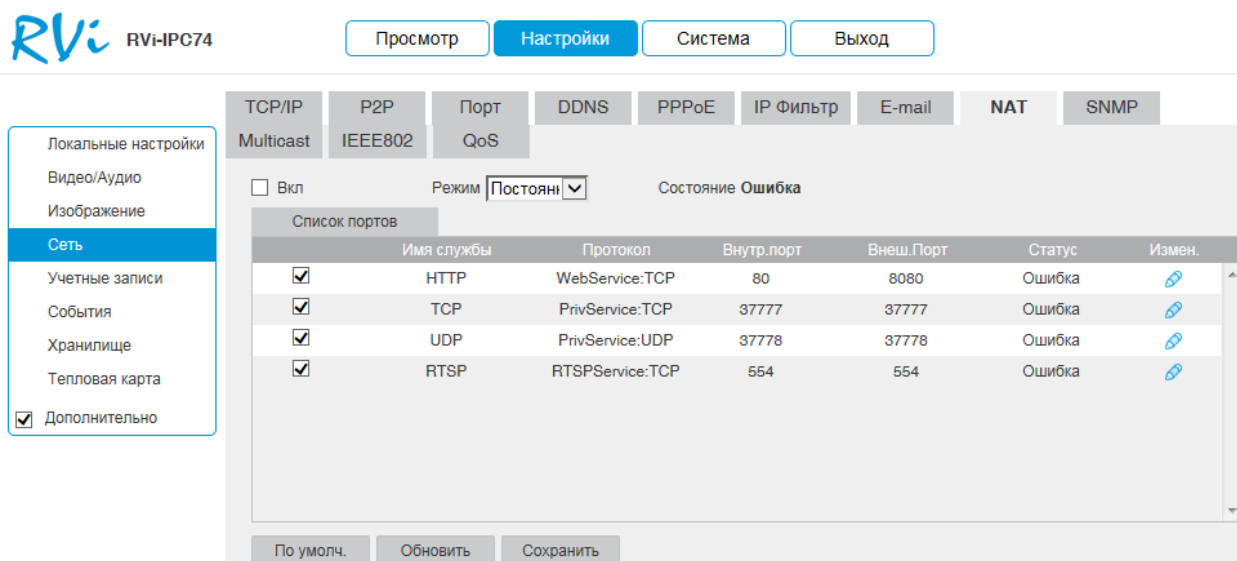 RVi RVi-IPC74 Просмотр Настройки Система Выход
TCP/IP P2P Порт DDNS PPPoE IP Фильтр E-mail NAT SNMP
Multicast IEEE802 QoS
Локальные настройки
Видео/Аудио
Изображение
Сеть
Учетные записи
События
Хранилище
Тепловая карта
Дополнительно
Вкл Режим Постоянн Состояние Ошибка
Список портов
Имя службы Протокол Внутр.порт Внеш.Порт Статус Измен.
HTTP WebService:TCP 80 8080 Ошибка
TCP PrivService:TCP 37777 37777 Ошибка
UDP PrivService:UDP 37778 37778 Ошибка
RTSP RTSPService:TCP 554 554 Ошибка
По умолч. Обновить Сохранить